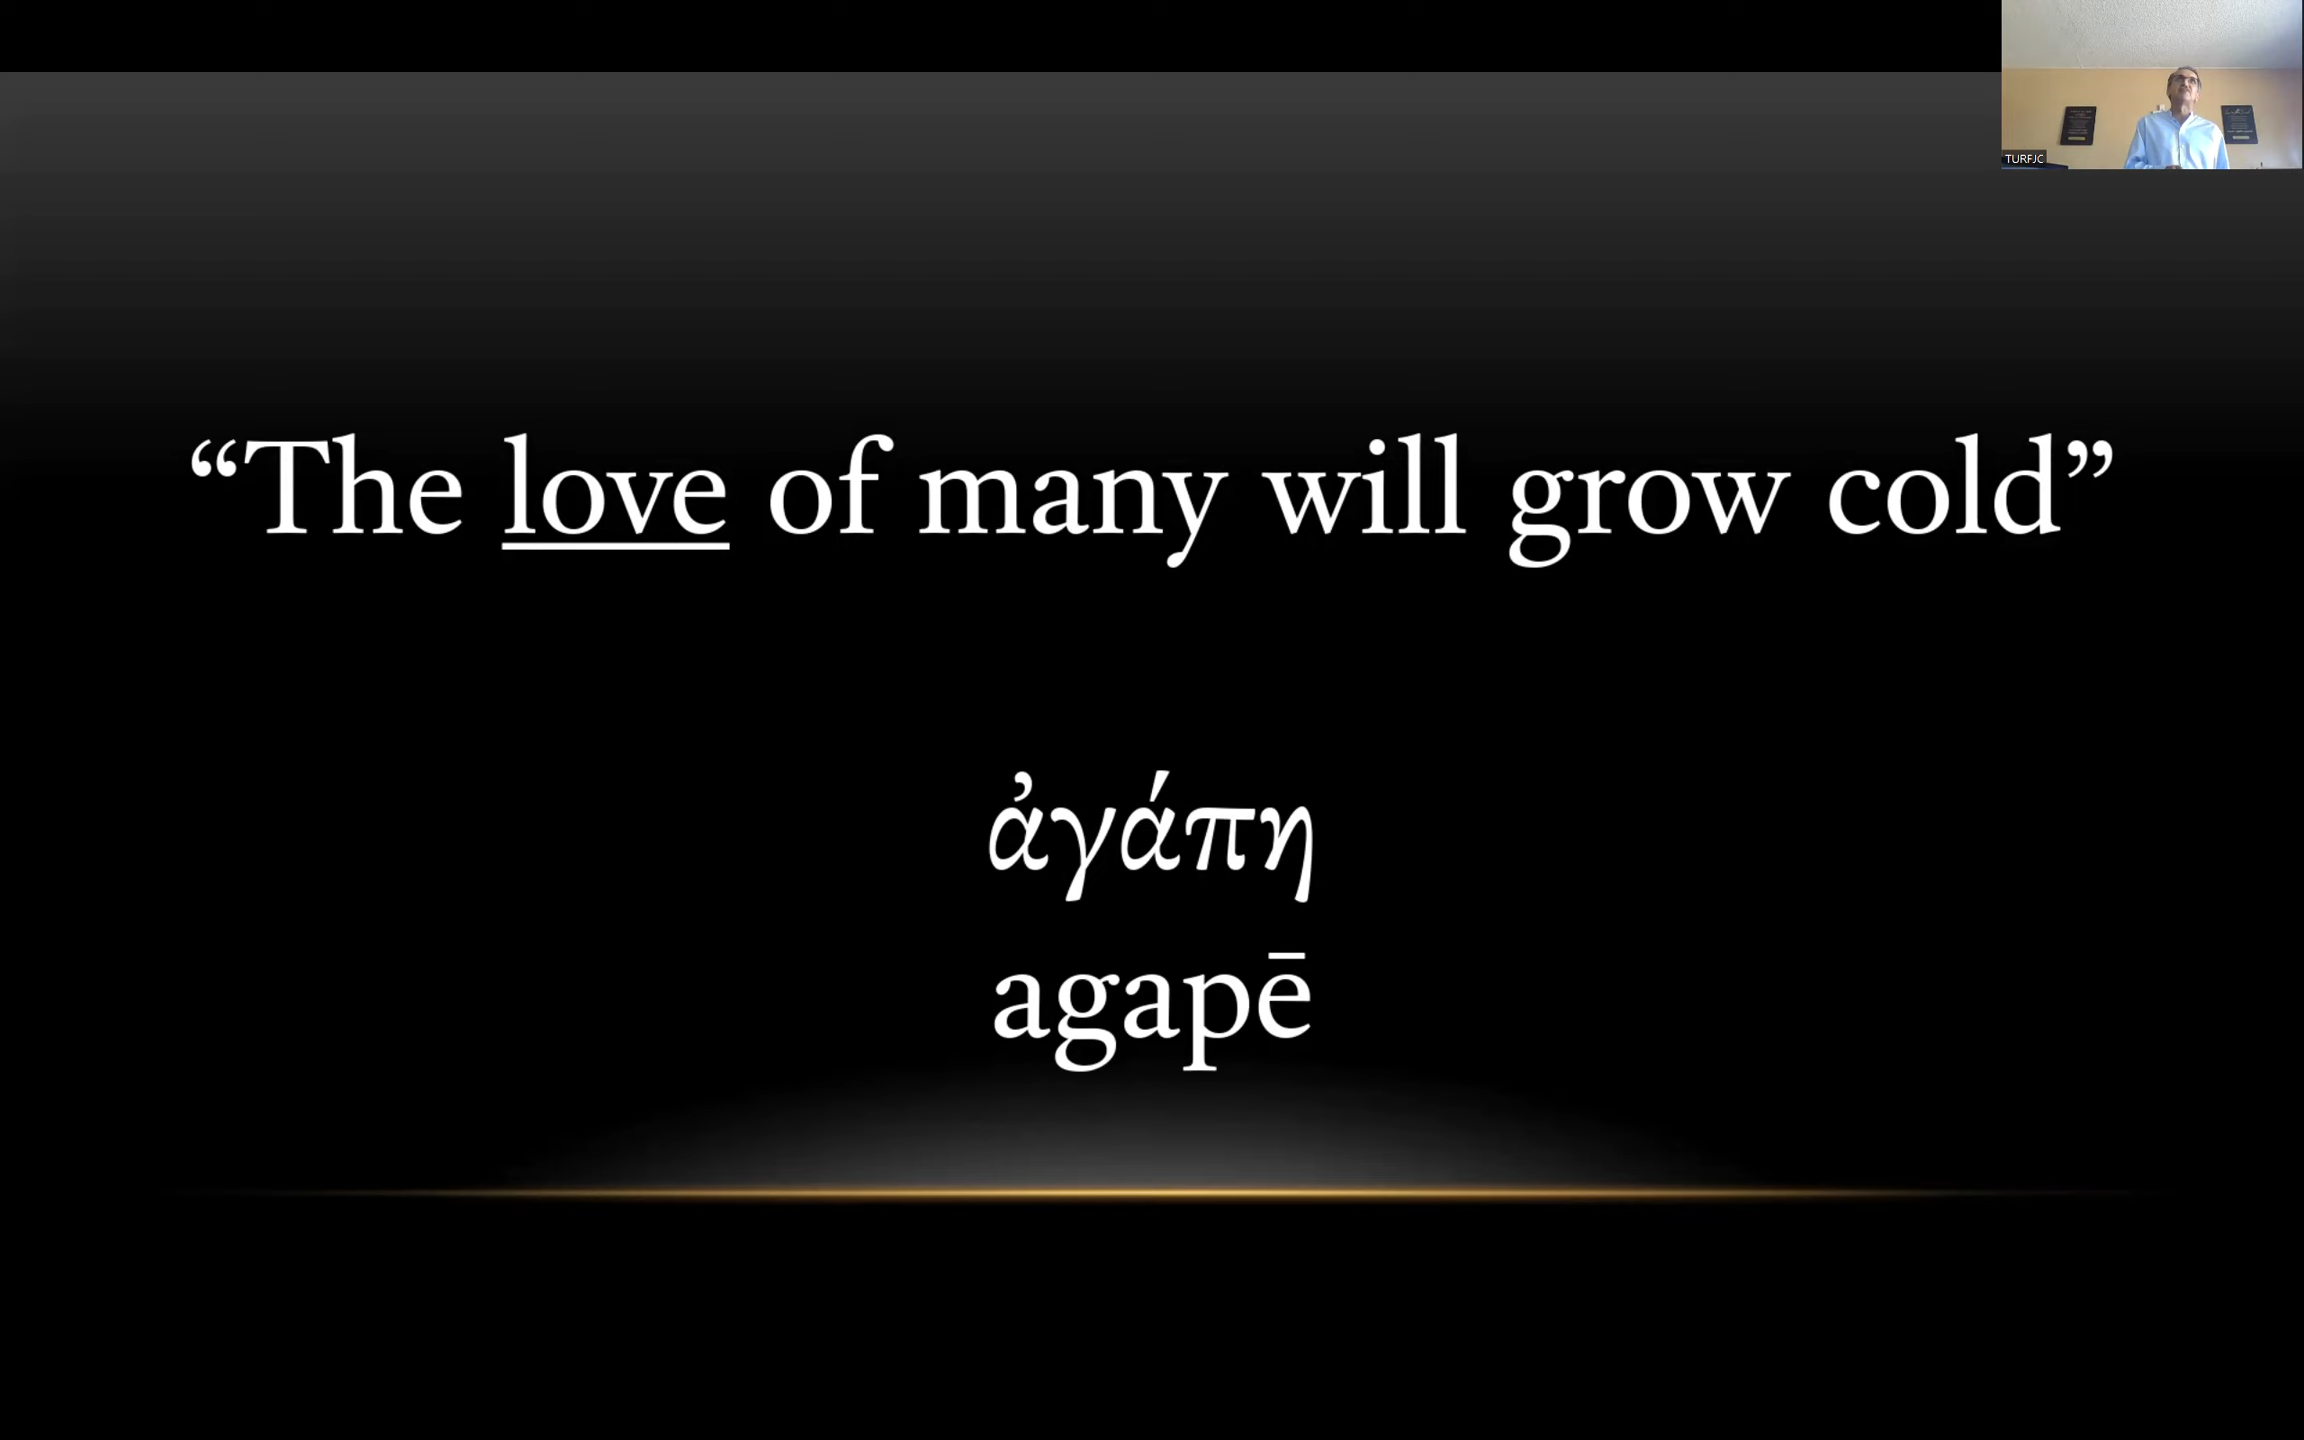 TURFJC
“The love of many will grow cold”
ἀγάπη
agapē